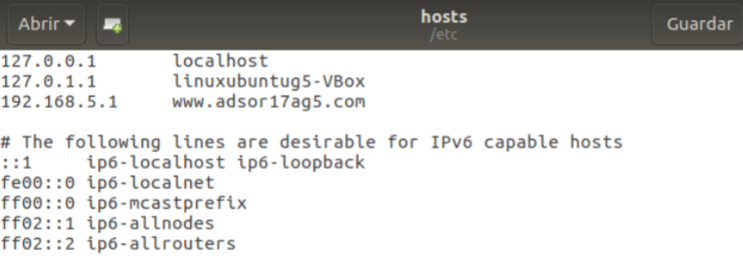 Abrir
hosts
/etc
Guardar
127.0.0.1 localhost
127.0.1.1 linuxubuntug5-VBox
192.168.5.1 www.adsor17ag5.com
# The following lines are desirable for IPv6 capable hosts
::1 ip6-localhost ip6-loopback
fe00::0 ip6-localnet
ff00::0 ip6-mcastprefix
ff02::1 ip6-allnodes
ff02::2 ip6-allrouters